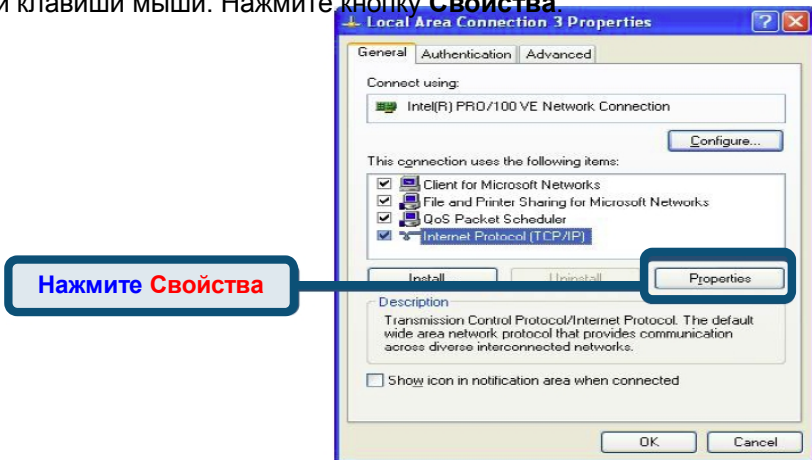 и клавиши мыши. Нажмите кнопку Свойства.
Local Area Connection 3 Properties
General Authentication Advanced
Connect using:
Intel(R) PRO/100 VE Network Connection
Configure...
This connection uses the following items:
Client for Microsoft Networks
File and Printer Sharing for Microsoft Networks
QoS Packet Scheduler
Internet Protocol (TCP/IP)
Нажмите Свойства
Install Uninstall Properties
Description
Transmission Control Protocol/Internet Protocol. The default
wide area network protocol that provides communication
across diverse interconnected networks.
Show icon in notification area when connected
OK Cancel